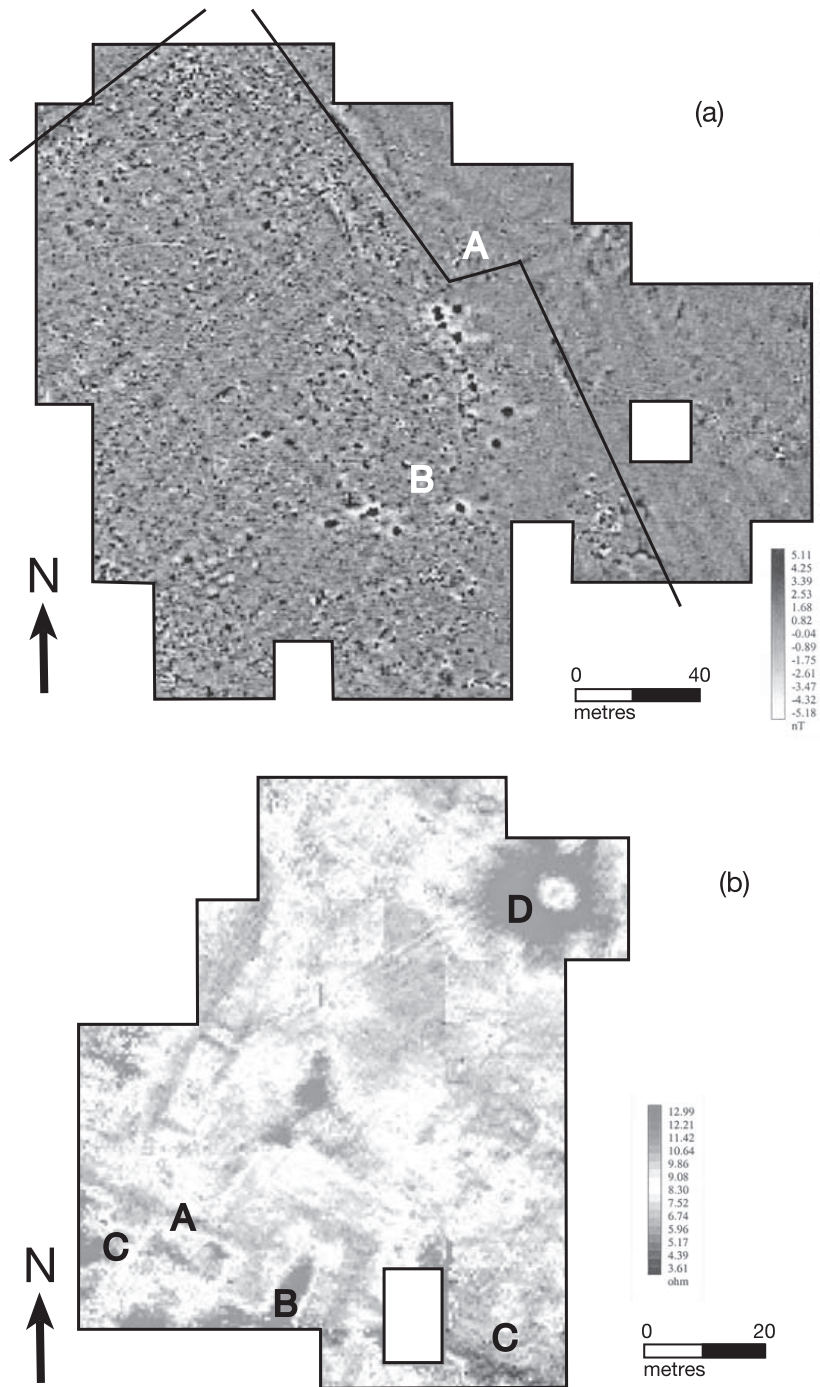 (a)
A
B
N
5.11
4.25
3.39
2.53
1.68
0.82
-0.04
-0.89
-1.75
-2.61
-3.47
-4.32
-5.18
nT
0 40
metres
(b)
D
A
C
B
C
N
12.99
12.21
11.42
10.64
9.86
9.08
8.30
7.52
6.74
5.96
5.17
4.39
3.61
ohm
0 20
metres